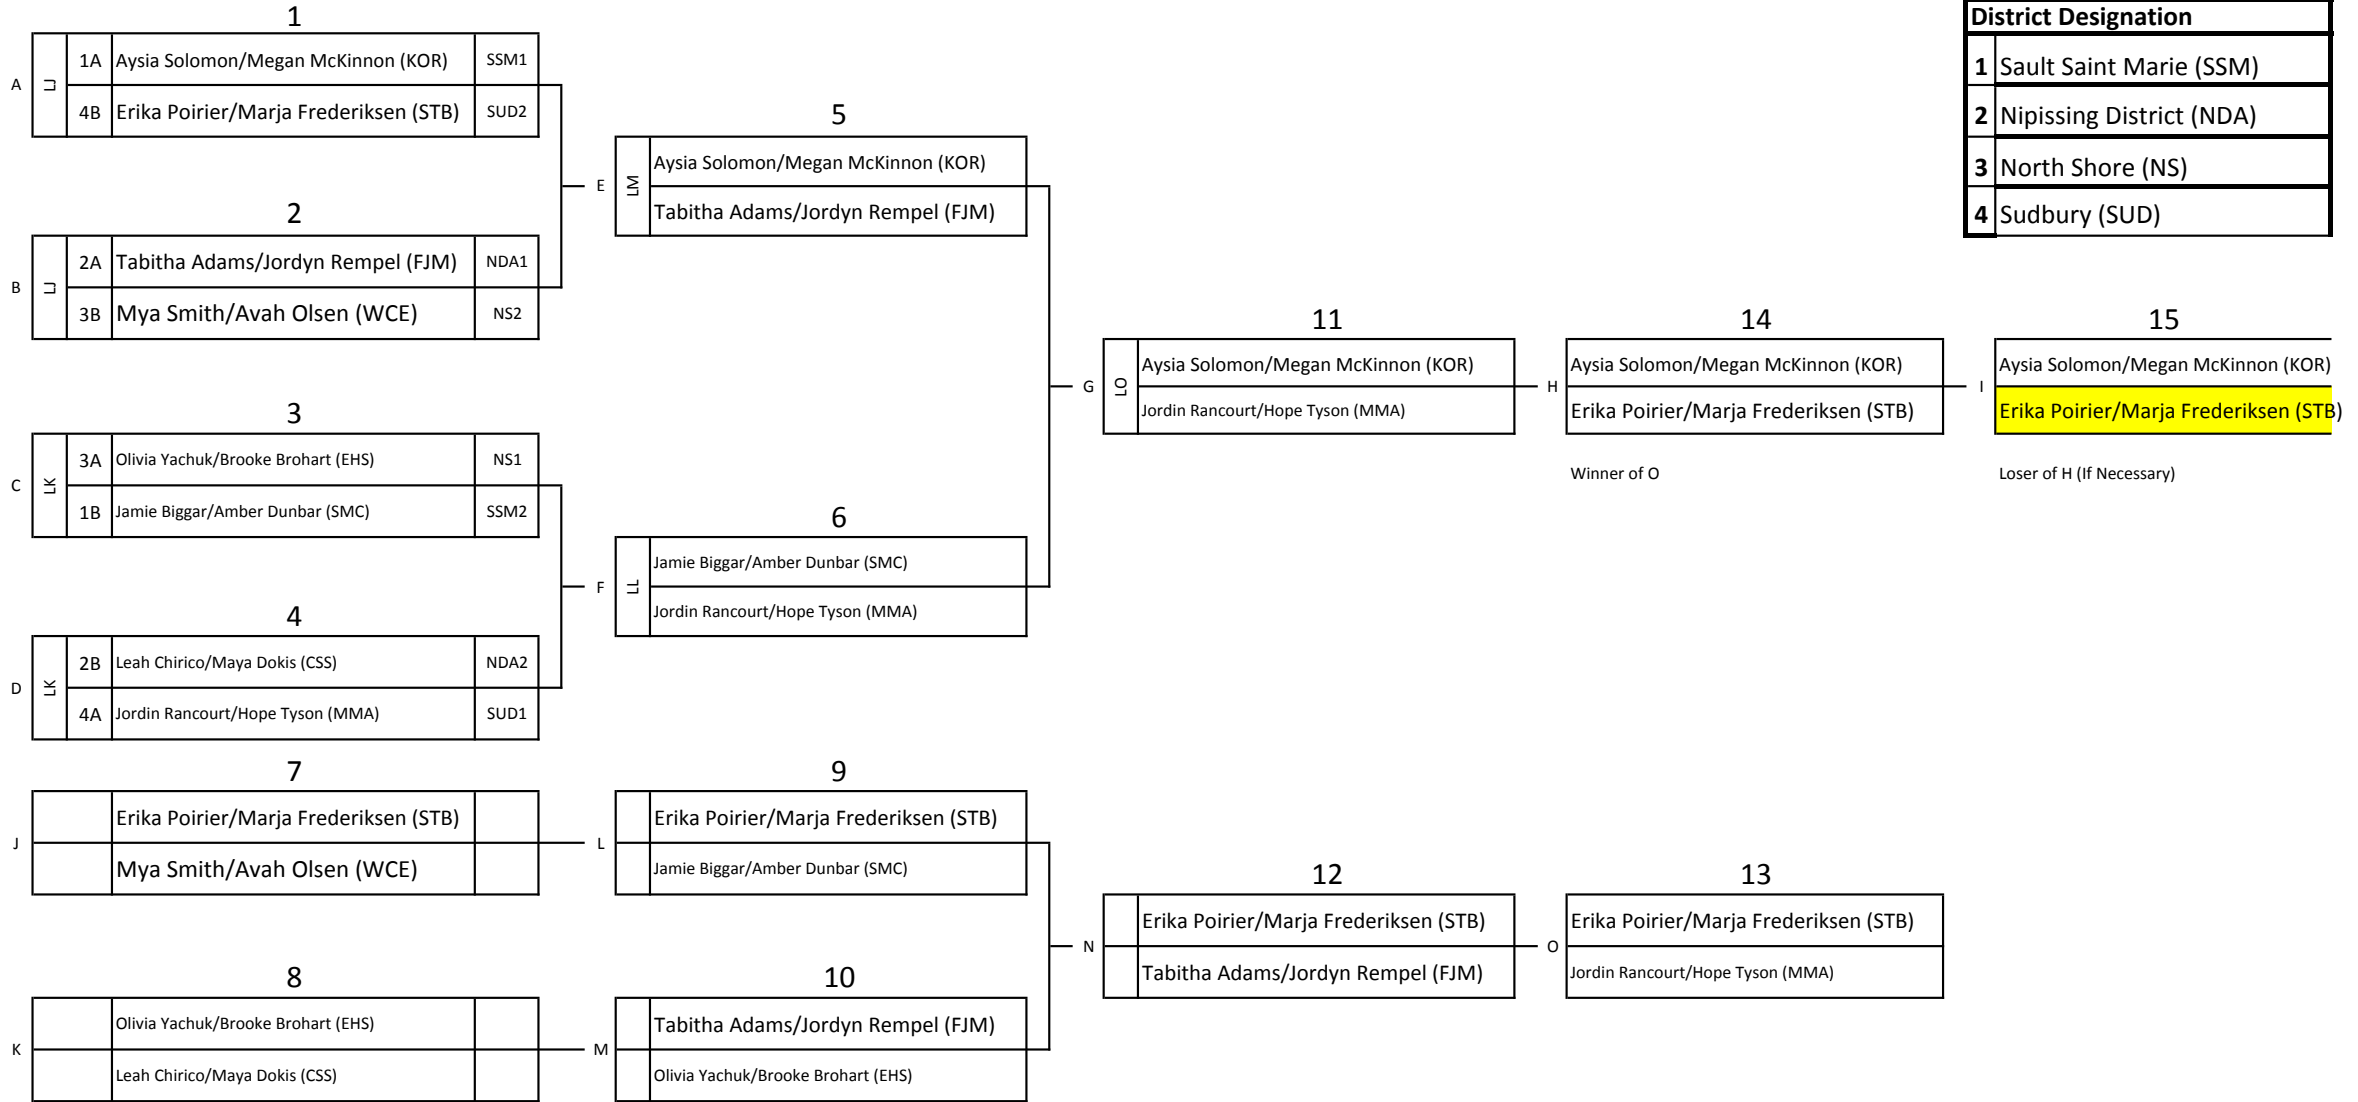 1
A LJ 1A Aysia Solomon/Megan McKinnon (KOR) SSM1
4B Erika Poirier/Marja Frederiksen (STB) SUD2
2
B LJ 2A Tabitha Adams/Jordyn Rempel (FJM) NDA1
3B Mya Smith/Avah Olsen (WCE) NS2
3
C LK 3A Olivia Yachuk/Brooke Brohart (EHS) NS1
1B Jamie Biggar/Amber Dunbar (SMC) SSM2
4
D LK 2B Leah Chirico/Maya Dokis (CSS) NDA2
4A Jordin Rancourt/Hope Tyson (MMA) SUD1
5
E LM Aysia Solomon/Megan McKinnon (KOR)
Tabitha Adams/Jordyn Rempel (FJM)
6
F LL Jamie Biggar/Amber Dunbar (SMC)
Jordin Rancourt/Hope Tyson (MMA)
11
G LO Aysia Solomon/Megan McKinnon (KOR)
Jordin Rancourt/Hope Tyson (MMA)
14
H Aysia Solomon/Megan McKinnon (KOR)
Erika Poirier/Marja Frederiksen (STB)
Winner of O
15
I Aysia Solomon/Megan McKinnon (KOR)
Erika Poirier/Marja Frederiksen (STB)
Loser of H (If Necessary)
District Designation
1 Sault Saint Marie (SSM)
2 Nipissing District (NDA)
3 North Shore (NS)
4 Sudbury (SUD)
7
J Erika Poirier/Marja Frederiksen (STB)
Mya Smith/Avah Olsen (WCE)
8
K Olivia Yachuk/Brooke Brohart (EHS)
Leah Chirico/Maya Dokis (CSS)
9
L Erika Poirier/Marja Frederiksen (STB)
Jamie Biggar/Amber Dunbar (SMC)
10
M Tabitha Adams/Jordyn Rempel (FJM)
Olivia Yachuk/Brooke Brohart (EHS)
12
N Erika Poirier/Marja Frederiksen (STB)
Tabitha Adams/Jordyn Rempel (FJM)
13
O Erika Poirier/Marja Frederiksen (STB)
Jordin Rancourt/Hope Tyson (MMA)